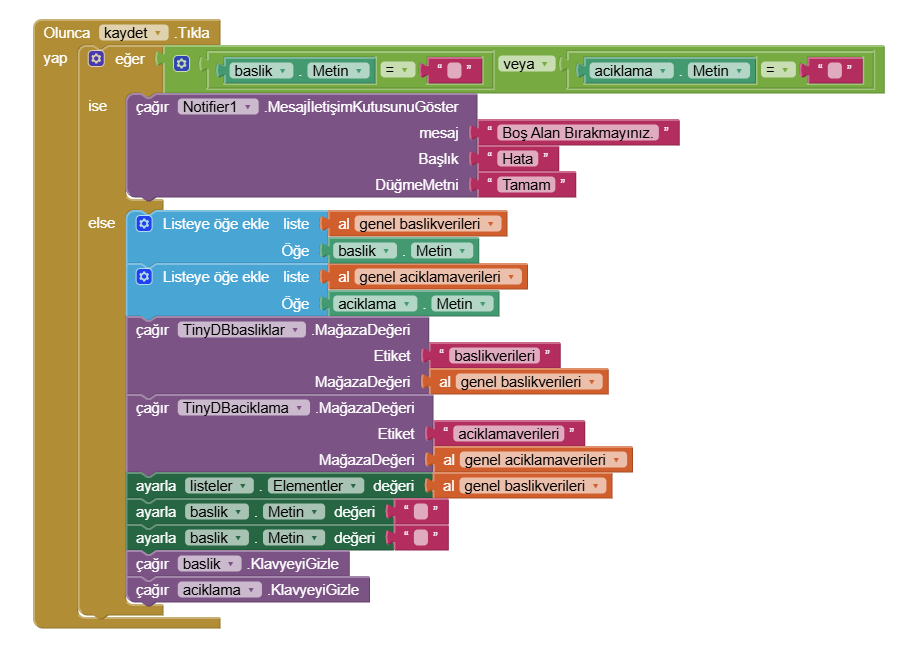 Olunca kaydet .Tıkla
yap eğer baslik . Metin = " " veya aciklama . Metin = " "
ise çağır Notifier1 .MesajİletişimKutusunuGöster
mesaj " Boş Alan Bırakmayınız. "
Başlık " Hata "
DüğmeMetni " Tamam "
else Listeye öğe ekle liste al genel baslikverileri
Öğe baslik . Metin
Listeye öğe ekle liste al genel aciklamaverileri
Öğe aciklama . Metin
çağır TinyDBbasliklar .MağazaDeğeri
Etiket " baslikverileri "
MağazaDeğeri al genel baslikverileri
çağır TinyDBaciklama .MağazaDeğeri
Etiket " aciklamaverileri "
MağazaDeğeri al genel aciklamaverileri
ayarla listeler . Elementler değeri al genel baslikverileri
ayarla baslik . Metin değeri " "
ayarla baslik . Metin değeri " "
çağır baslik .KlavyeyiGizle
çağır aciklama .KlavyeyiGizle